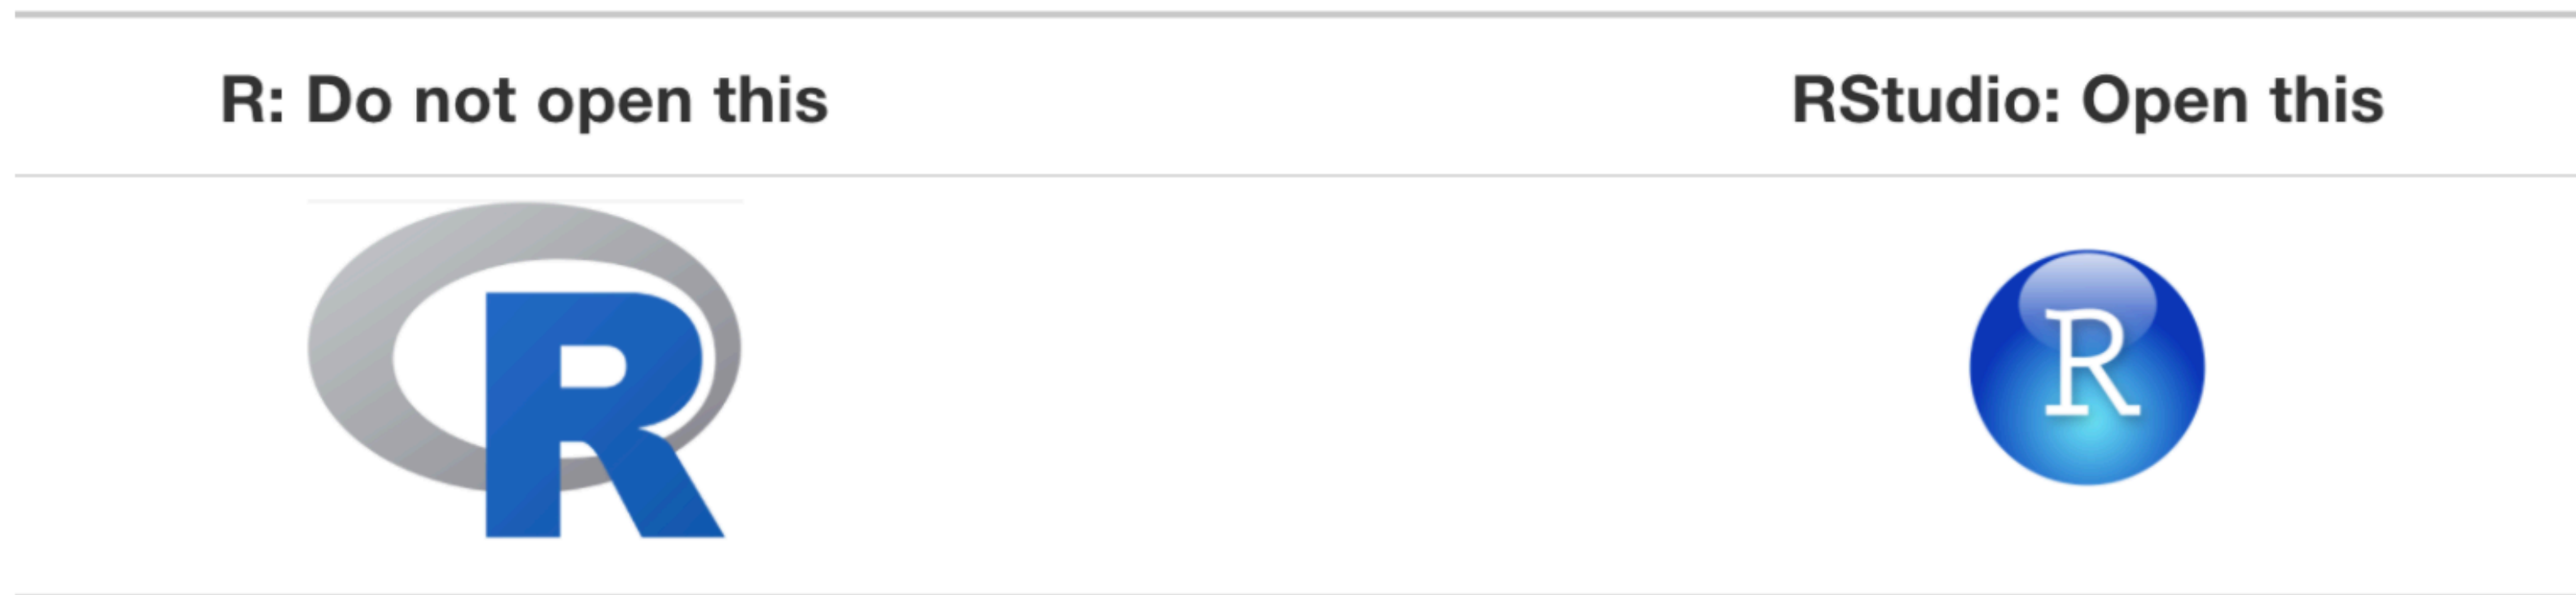 R: Do not open this
RStudio: Open this
R
R